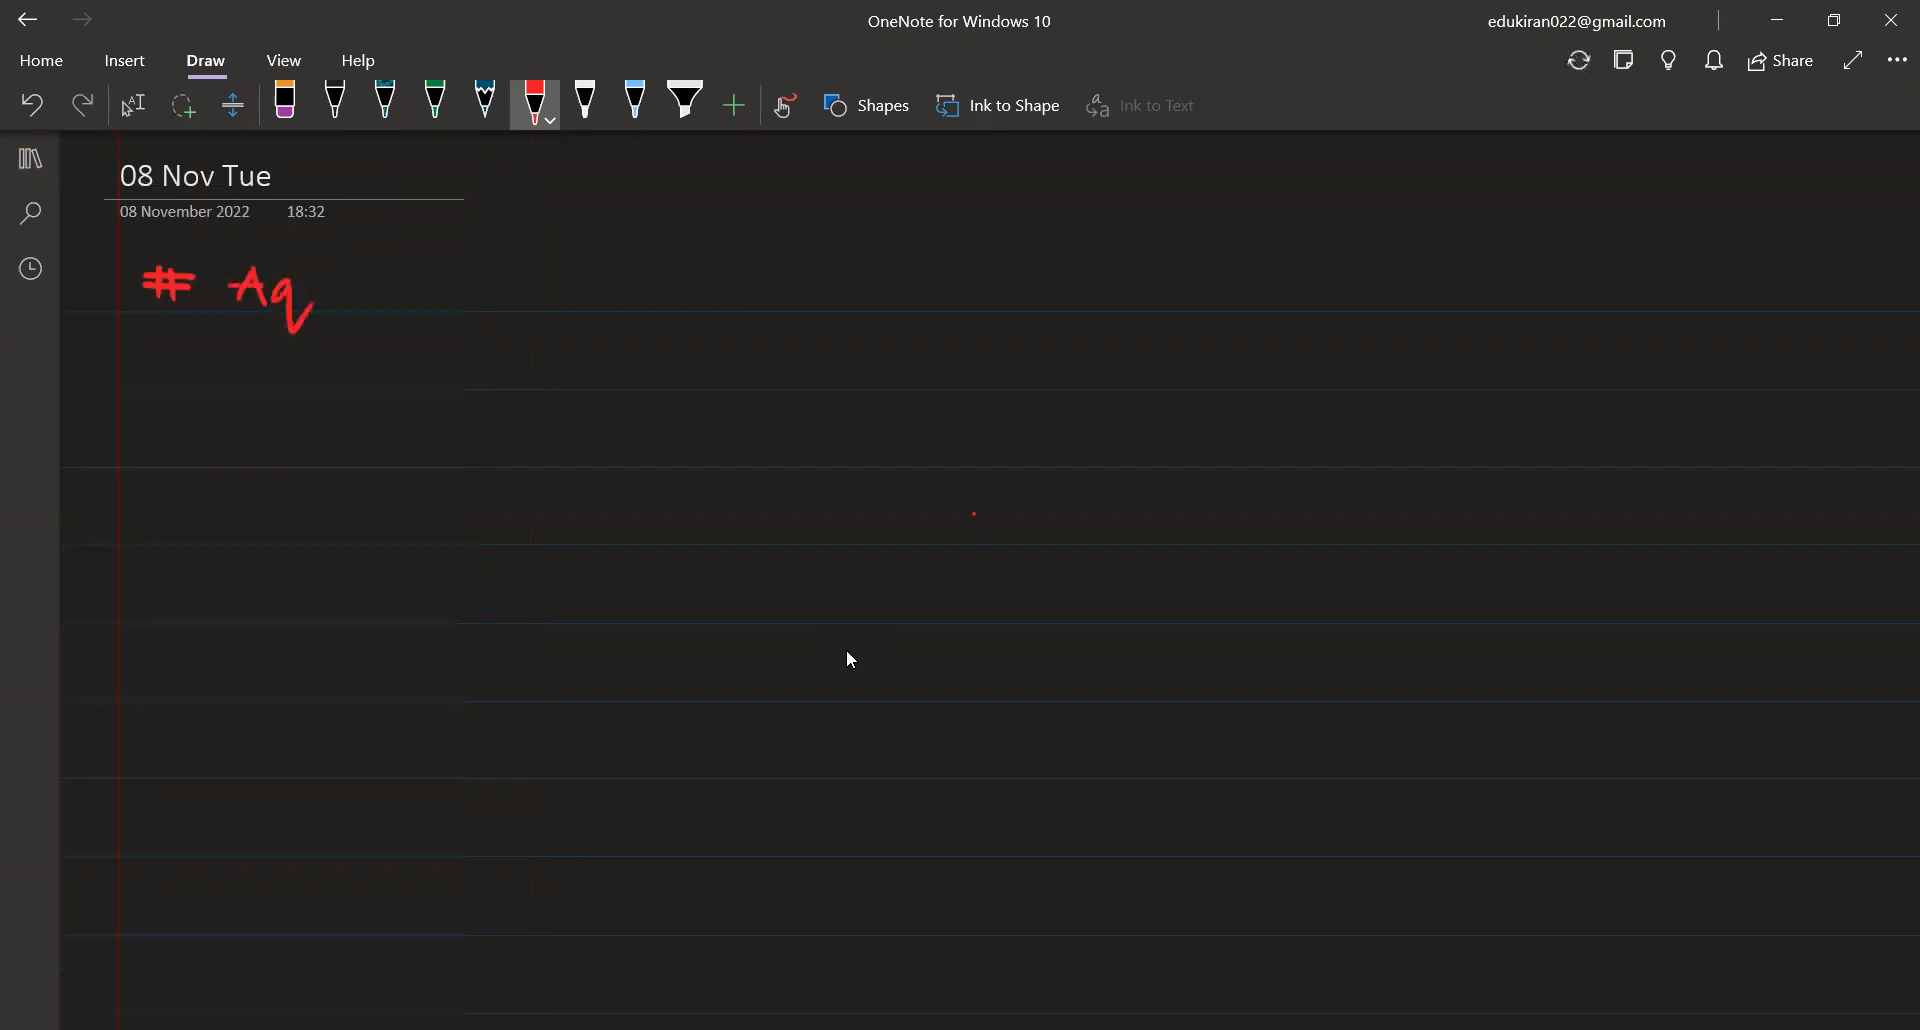 OneNote for Windows 10
edukiran022@gmail.com
Home Insert Draw View Help
Share
Shapes Ink to Shape Ink to Text
08 Nov Tue
08 November 2022 18:32
# Aq